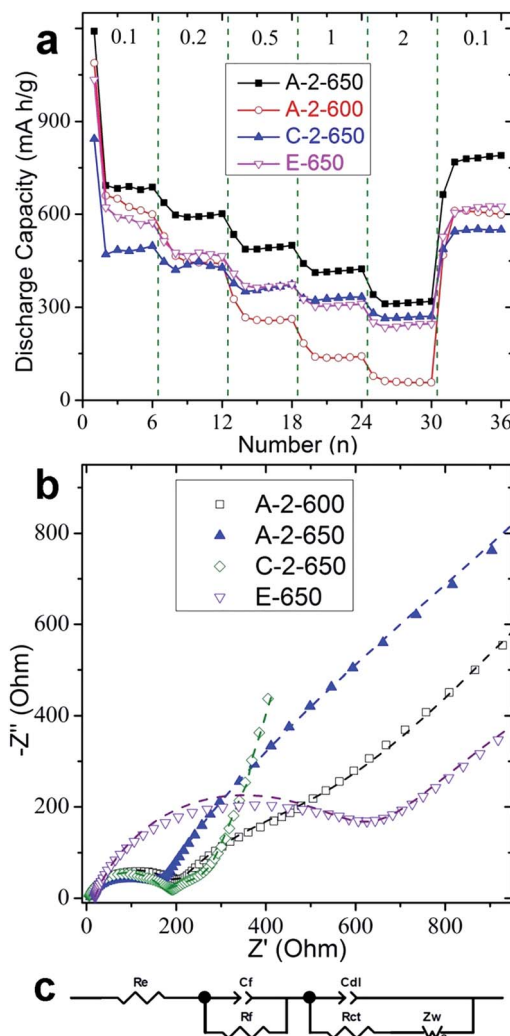 a
0.1 0.2 0.5 1 2 0.1
A-2-650
A-2-600
C-2-650
E-650
Discharge Capacity (mA h/g)
900
600
300
0
0 6 12 18 24 30 36
Number (n)
b
A-2-600
A-2-650
C-2-650
E-650
-Z" (Ohm)
800
600
400
200
0
0 200 400 600 800
Z' (Ohm)
c
Re Cf Cdl
Rf Rct Zw